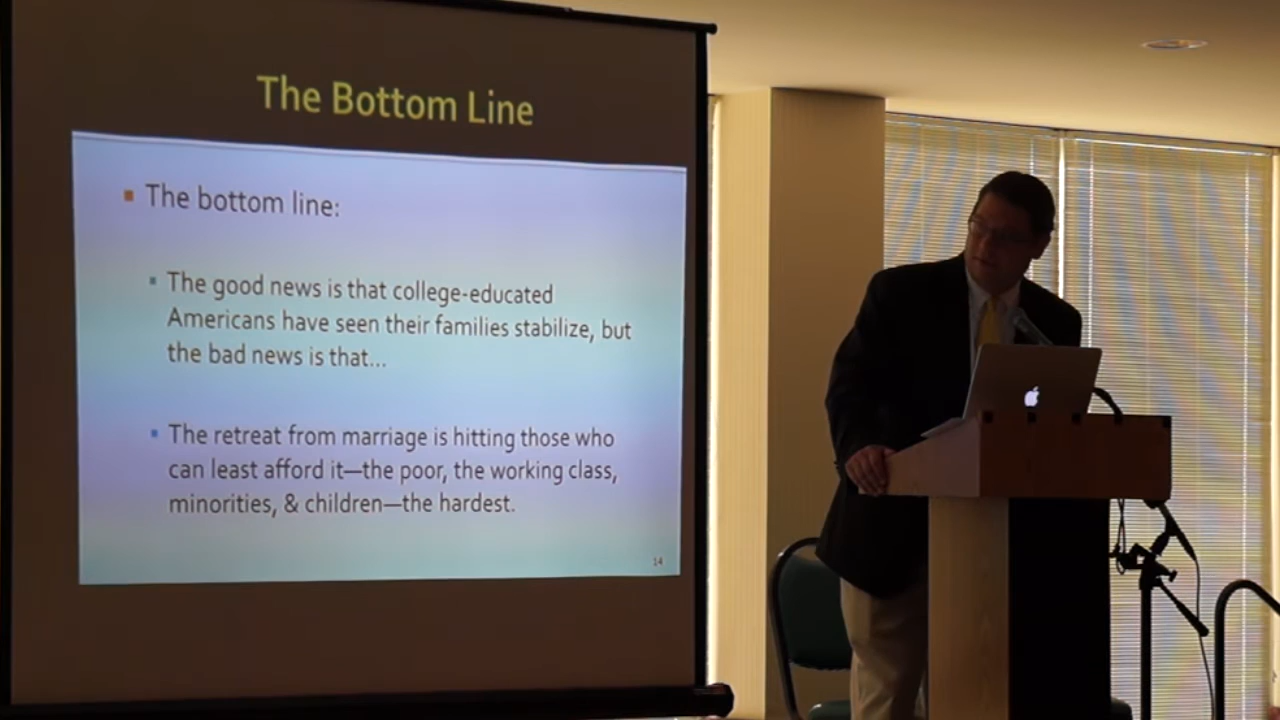 The Bottom Line
The bottom line:
The good news is that college-educated
Americans have seen their families stabilize, but
the bad news is that...
The retreat from marriage is hitting those who
can least afford it—the poor, the working class,
minorities, & children—the hardest.
14